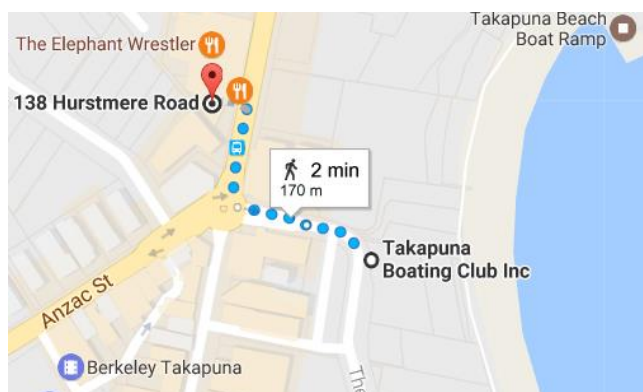 Takapuna Beach
Boat Ramp
The Elephant Wrestler
138 Hurstmere Road
2 min
170 m
Takapuna
Boating Club Inc
Anzac St
Berkeley Takapuna
The